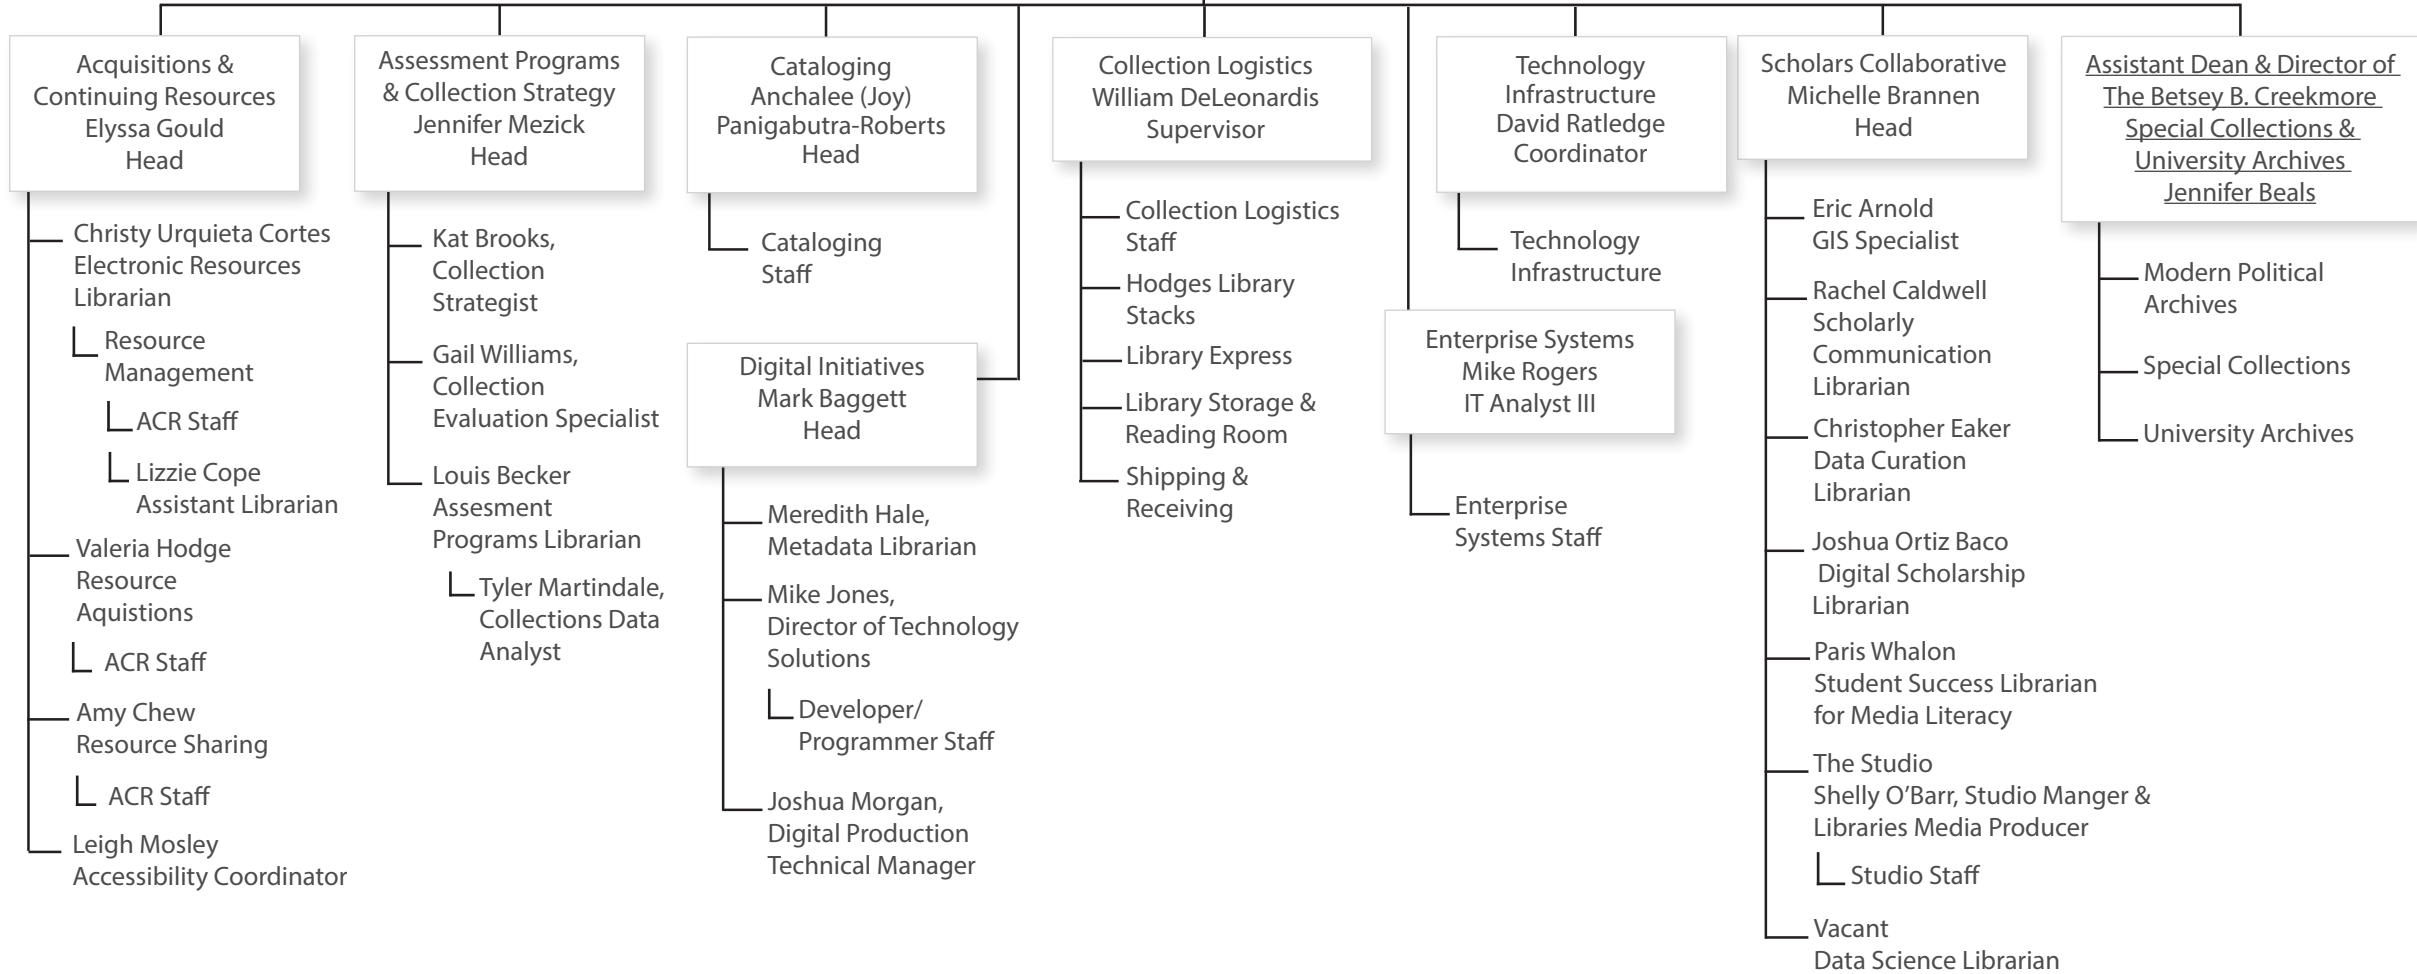 Acquisitions &
Continuing Resources
Elyssa Gould
Head
Christy Urquieta Cortes
Electronic Resources
Librarian
Resource
Management
ACR Staff
Lizzie Cope
Assistant Librarian
Valeria Hodge
Resource
Aquistions
ACR Staff
Amy Chew
Resource Sharing
ACR Staff
Leigh Mosley
Accessibility Coordinator
Assessment Programs
& Collection Strategy
Jennifer Mezick
Head
Kat Brooks,
Collection
Strategist
Gail Williams,
Collection
Evaluation Specialist
Louis Becker
Assesment
Programs Librarian
Tyler Martindale,
Collections Data
Analyst
Cataloging
Anchalee (Joy)
Panigabutra-Roberts
Head
Cataloging
Staff
Digital Initiatives
Mark Baggett
Head
Meredith Hale,
Metadata Librarian
Mike Jones,
Director of Technology
Solutions
Developer/
Programmer Staff
Joshua Morgan,
Digital Production
Technical Manager
Collection Logistics
William DeLeonardis
Supervisor
Collection Logistics
Staff
Hodges Library
Stacks
Library Express
Library Storage &
Reading Room
Shipping &
Receiving
Technology
Infrastructure
David Ratledge
Coordinator
Technology
Infrastructure
Enterprise Systems
Mike Rogers
IT Analyst III
Enterprise
Systems Staff
Scholars Collaborative
Michelle Brannen
Head
Eric Arnold
GIS Specialist
Rachel Caldwell
Scholarly
Communication
Librarian
Christopher Eaker
Data Curation
Librarian
Joshua Ortiz Baco
Digital Scholarship
Librarian
Paris Whalon
Student Success Librarian
for Media Literacy
The Studio
Shelly O’Barr, Studio Manger &
Libraries Media Producer
Studio Staff
Vacant
Data Science Librarian
Assistant Dean & Director of
The Betsey B. Creekmore
Special Collections &
University Archives
Jennifer Beals
Modern Political
Archives
Special Collections
University Archives